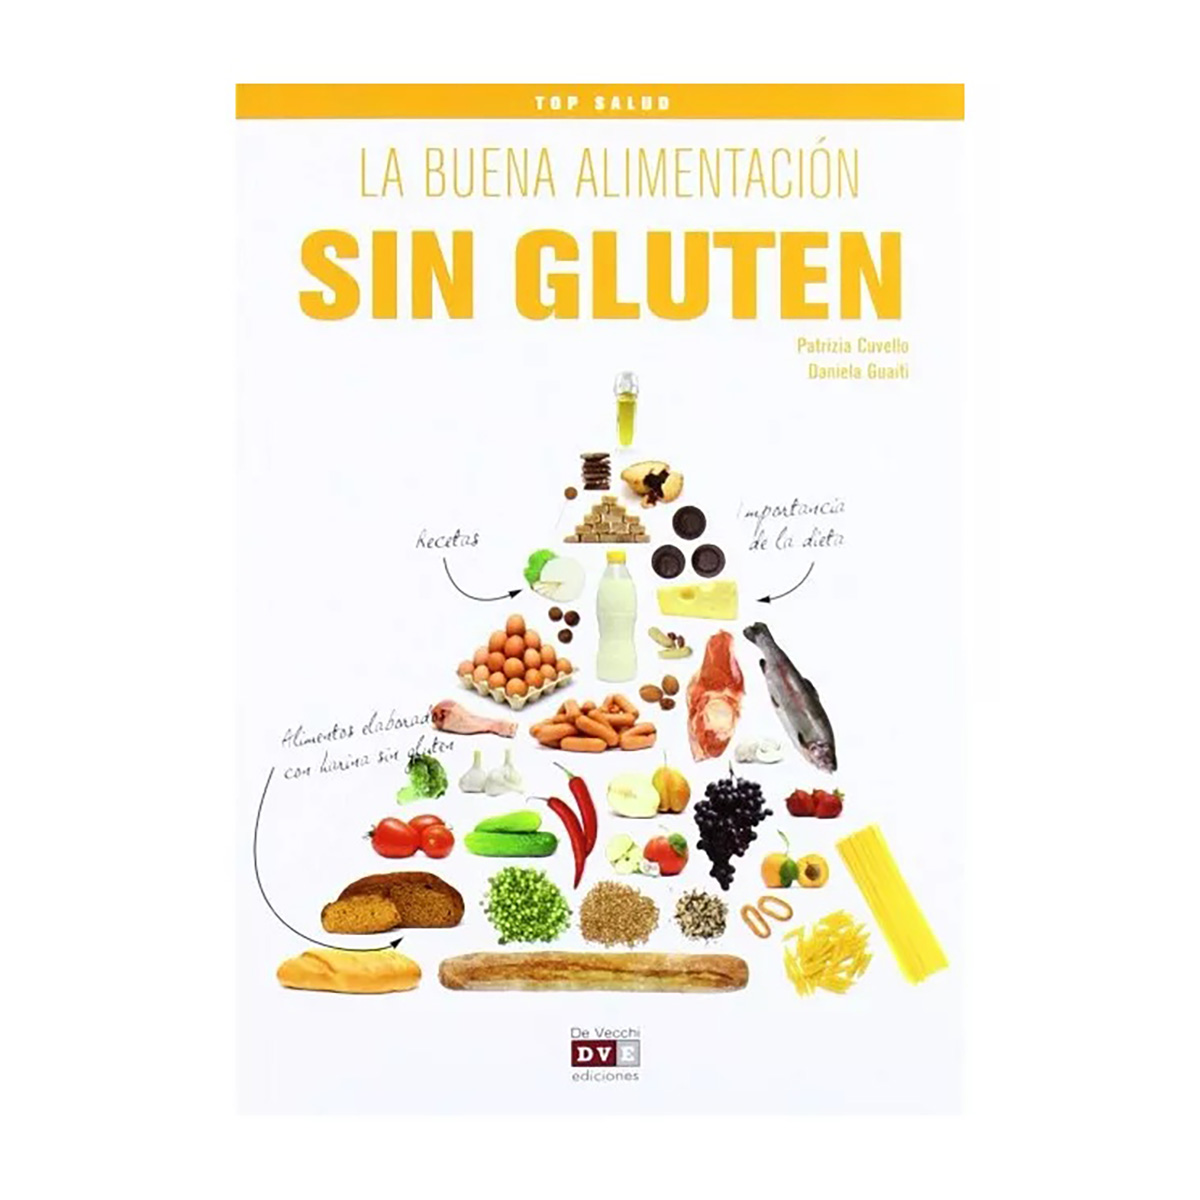 TOP SALUD
LA BUENA ALIMENTACIÓN
SIN GLUTEN
Patrizia Cuvello
Daniela Guaiti
Recetas
Importancia
de la dieta
Alimentos elaborados
con harina sin gluten
De Vecchi
DVE
ediciones